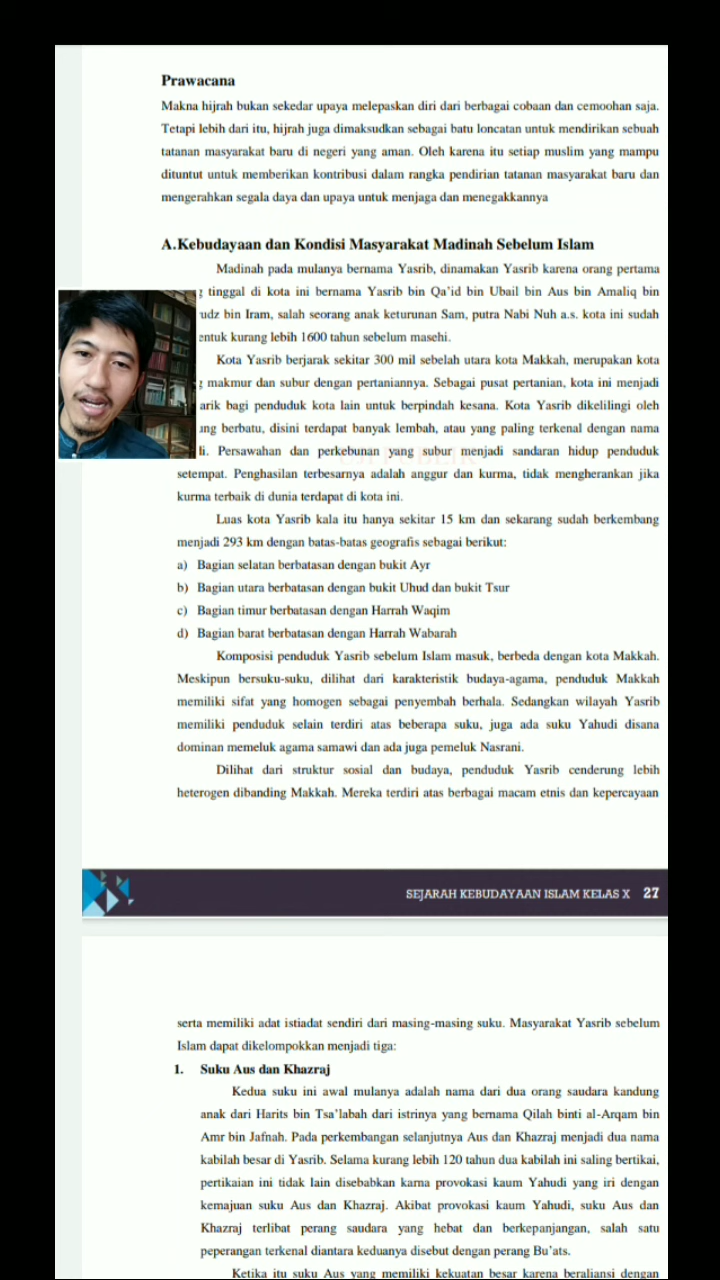 Prawacana
Makna hijrah bukan sekedar upaya melepaskan diri dari berbagai cobaan dan cemoohan saja.
Tetapi lebih dari itu, hijrah juga dimaksudkan sebagai batu loncatan untuk mendirikan sebuah
tatanan masyarakat baru di negeri yang aman. Oleh karena itu setiap muslim yang mampu
dituntut untuk memberikan kontribusi dalam rangka pendirian tatanan masyarakat baru dan
mengerahkan segala daya dan upaya untuk menjaga dan menegakkannya
A.Kebudayaan dan Kondisi Masyarakat Madinah Sebelum Islam
Madinah pada mulanya bernama Yasrib, dinamakan Yasrib karena orang pertama
tinggal di kota ini bernama Yasrib bin Qa'id bin Ubail bin Aus bin Amaliq bin
udz bin Iram, salah seorang anak keturunan Sam, putra Nabi Nuh a.s. kota ini sudah
entuk kurang lebih 1600 tahun sebelum masehi.
Kota Yasrib berjarak sekitar 300 mil sebelah utara kota Makkah, merupakan kota
makmur dan subur dengan pertaniannya. Sebagai pusat pertanian, kota ini menjadi
arik bagi penduduk kota lain untuk berpindah kesana. Kota Yasrib dikelilingi oleh
ung berbatu, disini terdapat banyak lembah, atau yang paling terkenal dengan nama
li. Persawahan dan perkebunan yang subur menjadi sandaran hidup penduduk
setempat. Penghasilan terbesarnya adalah anggur dan kurma, tidak mengherankan jika
kurma terbaik di dunia terdapat di kota ini.
Luas kota Yasrib kala itu hanya sekitar 15 km dan sekarang sudah berkembang
menjadi 293 km dengan batas-batas geografis sebagai berikut:
a) Bagian selatan berbatasan dengan bukit Ayr
b) Bagian utara berbatasan dengan bukit Uhud dan bukit Tsur
c) Bagian timur berbatasan dengan Harrah Waqim
d) Bagian barat berbatasan dengan Harrah Wabarah
Komposisi penduduk Yasrib sebelum Islam masuk, berbeda dengan kota Makkah.
Meskipun bersuku-suku, dilihat dari karakteristik budaya-agama, penduduk Makkah
memiliki sifat yang homogen sebagai penyembah berhala. Sedangkan wilayah Yasrib
memiliki penduduk selain terdiri atas beberapa suku, juga ada suku Yahudi disana
dominan memeluk agama samawi dan ada juga pemeluk Nasrani.
Dilihat dari struktur sosial dan budaya, penduduk Yasrib cenderung lebih
heterogen dibanding Makkah. Mereka terdiri atas berbagai macam etnis dan kepercayaan
SEJARAH KEBUDAYAAN ISLAM KELAS X 27
serta memiliki adat istiadat sendiri dari masing-masing suku. Masyarakat Yasrib sebelum
Islam dapat dikelompokkan menjadi tiga:
1. Suku Aus dan Khazraj
Kedua suku ini awal mulanya adalah nama dari dua orang saudara kandung
anak dari Harits bin Tsa'labah dari istrinya yang bernama Qilah binti al-Arqam bin
Amr bin Jafnah. Pada perkembangan selanjutnya Aus dan Khazraj menjadi dua nama
kabilah besar di Yasrib. Selama kurang lebih 120 tahun dua kabilah ini saling bertikai,
pertikaian ini tidak lain disebabkan karna provokasi kaum Yahudi yang iri dengan
kemajuan suku Aus dan Khazraj. Akibat provokasi kaum Yahudi, suku Aus dan
Khazraj terlibat perang saudara yang hebat dan berkepanjangan, salah satu
peperangan terkenal diantara keduanya disebut dengan perang Bu'ats.
Ketika itu suku Aus yang memiliki kekuatan besar karena beraliansi dengan